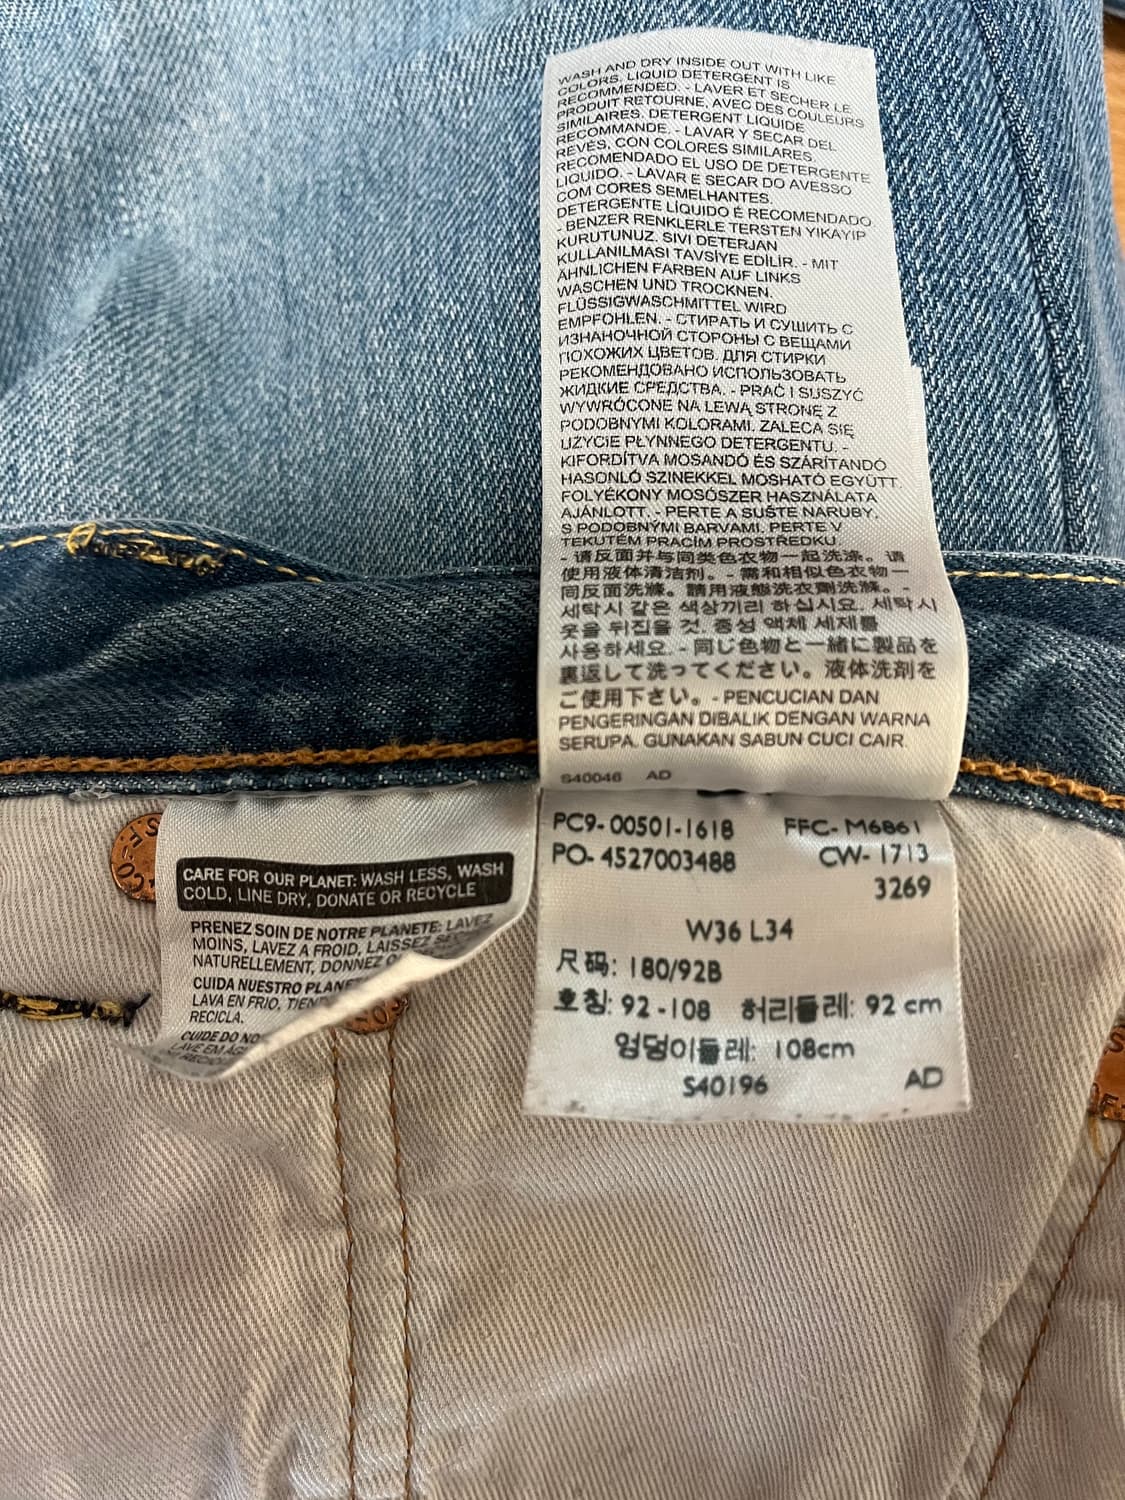 WASH AND DRY INSIDE OUT WITH LIKE
COLORS. LIQUID DETERGENT IS
RECOMMENDED. - LAVER ET SECHER LE
PRODUIT RETOURNE, AVEC DES COULEURS
SIMILAIRES. DETERGENT LIQUIDE
RECOMMANDE. - LAVAR Y SECAR DEL
REVÉS, CON COLORES SIMILARES.
RECOMENDADO EL USO DE DETERGENTE
LIQUIDO. - LAVAR E SECAR DO AVESSO
COM CORES SEMELHANTES.
DETERGENTE LÍQUIDO É RECOMENDADO.
- BENZER RENKLERLE TERSTEN YIKAYIP
KURUTUNUZ. SIVI DETERJAN
KULLANILMASI TAVSİYE EDİLİR. - MIT
ÄHNLICHEN FARBEN AUF LINKS
WASCHEN UND TROCKNEN.
FLÜSSIGWASCHMITTEL WIRD
EMPFOHLEN. - СТИРАТЬ И СУШИТЬ С
ИЗНАНОЧНОЙ СТОРОНЫ С ВЕЩАМИ
ПОХОЖИХ ЦВЕТОВ. ДЛЯ СТИРКИ
РЕКОМЕНДОВАНО ИСПОЛЬЗОВАТЬ
ЖИДКИЕ СРЕДСТВА. - PRAĆ I SUSZYĆ
WYWRÓCONE NA LEWĄ STRONĘ Z
PODOBNYMI KOLORAMI. ZALECA SIĘ
UŻYCIE PŁYNNEGO DETERGENTU. -
KIFORDÍTVA MOSANDÓ ÉS SZÁRÍTANDÓ
HASONLÓ SZINEKKEL MOSHATÓ EGYÜTT.
FOLYÉKONY MOSÓSZER HASZNÁLATA
AJÁNLOTT. - PERTE A SUŠTE NARUBY,
S PODOBNÝMI BARVAMI. PERTE V
TEKUTÉM PRACÍM PROSTŘEDKU.
- 请反面并与同类色衣物一起洗涤。请
使用液体清洁剂。- 需和相似色衣物一
同反面洗滌。請用液態洗衣劑洗滌。-
세탁시 같은 색상끼리 하십시요. 세탁시
옷을 뒤집을 것. 중성 액체 세제를
사용하세요. - 同じ色物と一緒に製品を
裏返して洗ってください。液体洗剤を
ご使用下さい。- PENCUCIAN DAN
PENGERINGAN DIBALIK DENGAN WARNA
SERUPA. GUNAKAN SABUN CUCI CAIR.
S40046 AD
PC9-00501-1618 FFC- M6861
PO- 4527003488 CW- 1713
3269
W36 L34
尺码: 180/92B
호칭: 92-108 허리둘레: 92 cm
엉덩이둘레: 108cm
S40196 AD
CARE FOR OUR PLANET: WASH LESS, WASH
COLD, LINE DRY, DONATE OR RECYCLE
PRENEZ SOIN DE NOTRE PLANETE: LAVEZ
MOINS, LAVEZ A FROID, LAISSEZ
NATURELLEMENT, DONNEZ
CUIDA NUESTRO
LAVA EN FRIO,
RECICLA.
CUIDE DO
LAVE EM